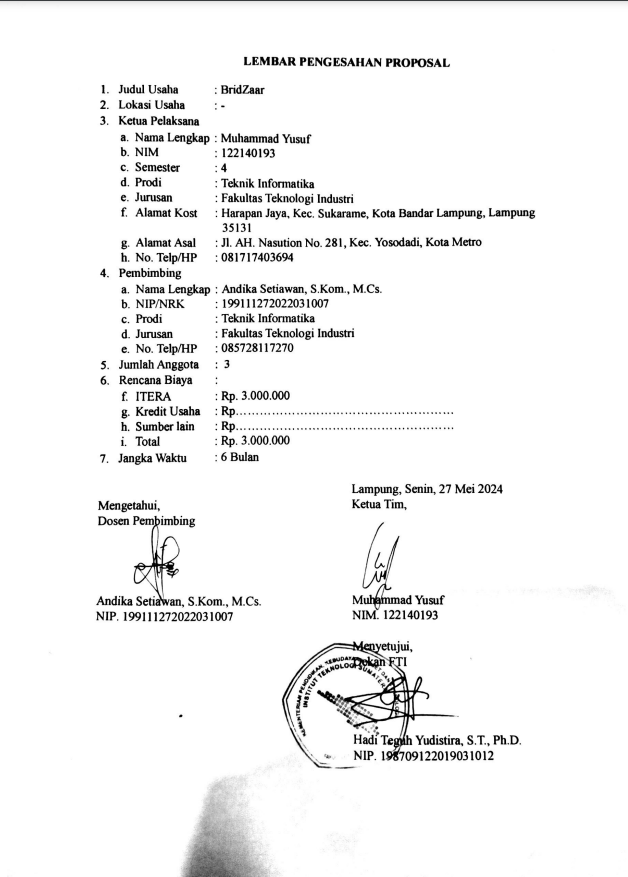 LEMBAR PENGESAHAN PROPOSAL
1. Judul Usaha : BridZaar
2. Lokasi Usaha : -
3. Ketua Pelaksana
a. Nama Lengkap : Muhammad Yusuf
b. NIM : 122140193
c. Semester : 4
d. Prodi : Teknik Informatika
e. Jurusan : Fakultas Teknologi Industri
f. Alamat Kost : Harapan Jaya, Kec. Sukarame, Kota Bandar Lampung, Lampung
35131
g. Alamat Asal : Jl. AH. Nasution No. 281, Kec. Yosodadi, Kota Metro
h. No. Telp/HP : 081717403694
4. Pembimbing
a. Nama Lengkap : Andika Setiawan, S.Kom., M.Cs.
b. NIP/NRK : 199111272022031007
c. Prodi : Teknik Informatika
d. Jurusan : Fakultas Teknologi Industri
e. No. Telp/HP : 085728117270
5. Jumlah Anggota : 3
6. Rencana Biaya :
f. ITERA : Rp. 3.000.000
g. Kredit Usaha : Rp.......................................................
h. Sumber lain : Rp.......................................................
i. Total : Rp. 3.000.000
7. Jangka Waktu : 6 Bulan
Lampung, Senin, 27 Mei 2024
Mengetahui,
Dosen Pembimbing
Ketua Tim,
Andika Setiawan, S.Kom., M.Cs.
NIP. 199111272022031007
Muhammad Yusuf
NIM. 122140193
Menyetujui,
Dekan FTI
KEMENTERIAN PENDIDIKAN, KEBUDAYAAN
INSTITUT TEKNOLOGI SUMATERA
Hadi Teguh Yudistira, S.T., Ph.D.
NIP. 198709122019031012